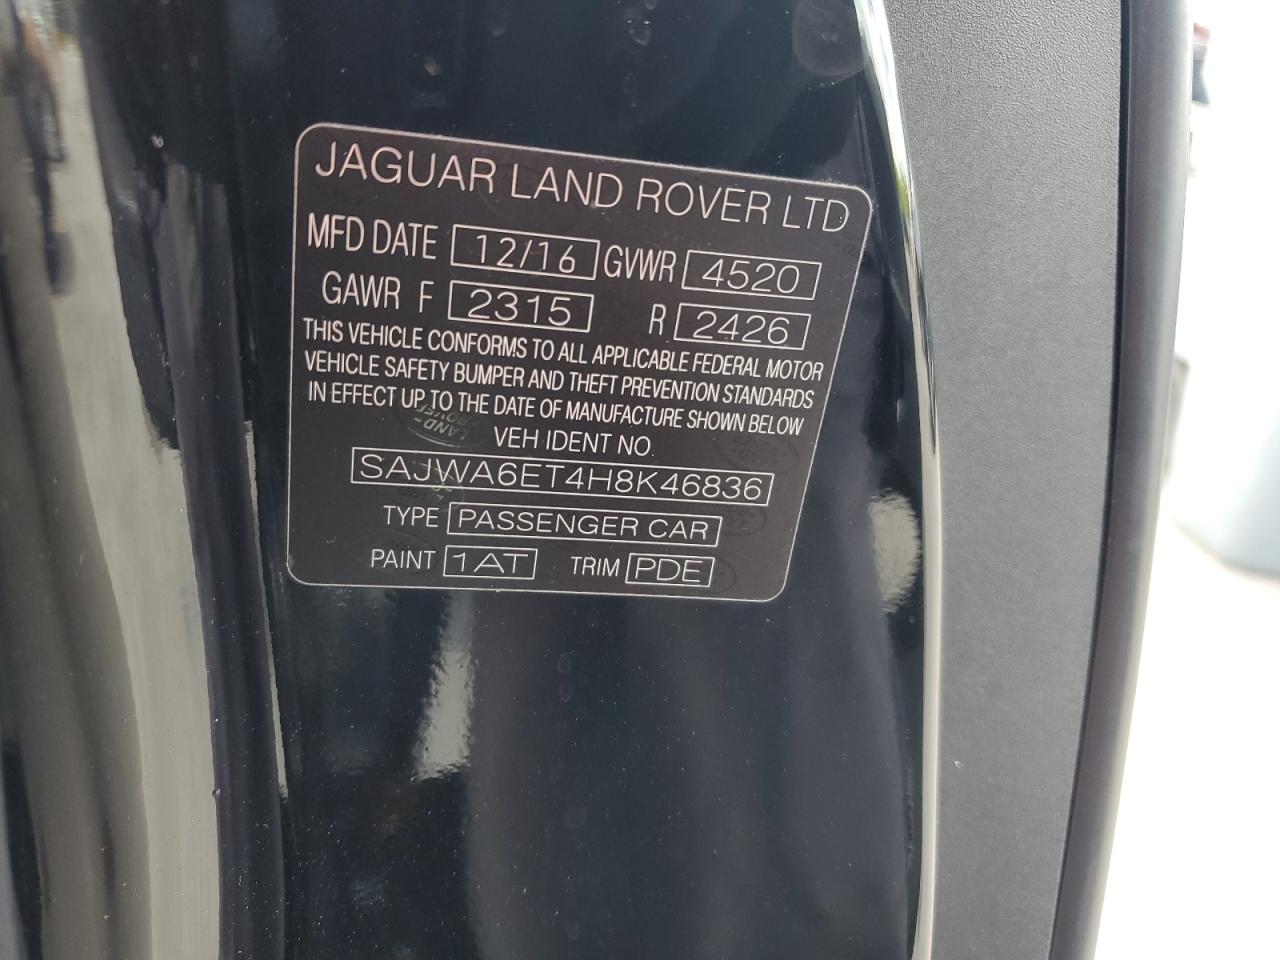 JAGUAR LAND ROVER LTD
MFD DATE 12/16 GVWR 4520
GAWR F 2315 R 2426
THIS VEHICLE CONFORMS TO ALL APPLICABLE FEDERAL MOTOR
VEHICLE SAFETY BUMPER AND THEFT PREVENTION STANDARDS
IN EFFECT UP TO THE DATE OF MANUFACTURE SHOWN BELOW
VEH IDENT NO.
SAJWA6ET4H8K46836
TYPE PASSENGER CAR
PAINT 1AT TRIM PDE